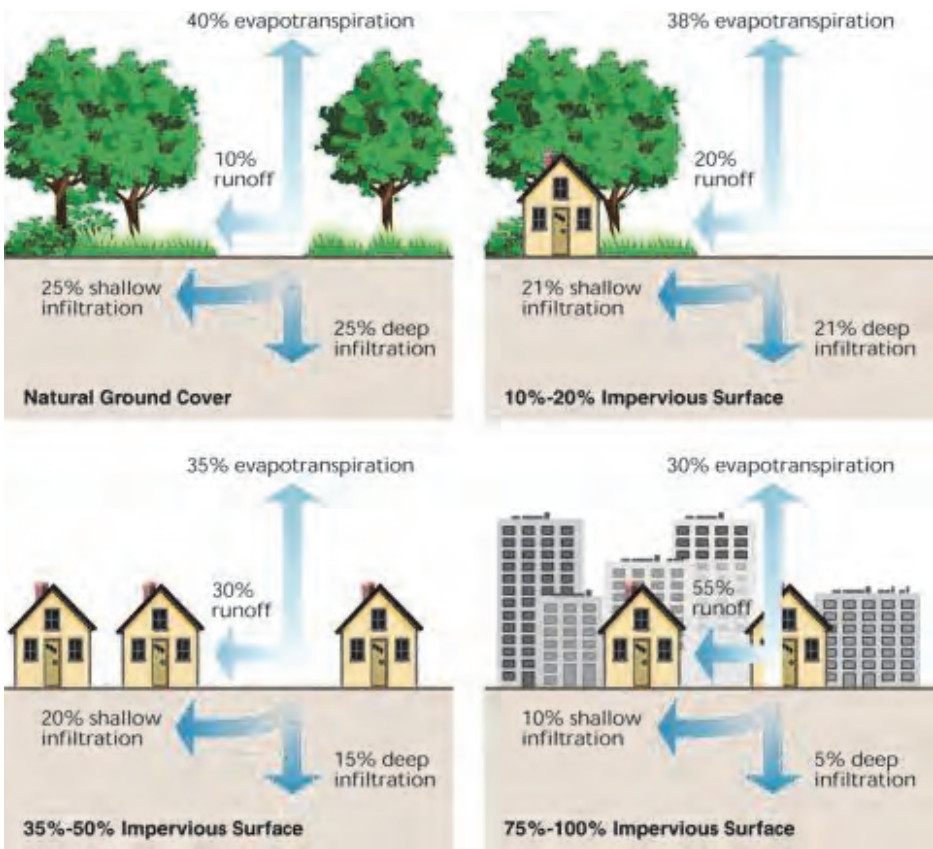 40% evapotranspiration
10%
runoff
25% shallow
infiltration
25% deep
infiltration
Natural Ground Cover
38% evapotranspiration
20%
runoff
21% shallow
infiltration
21% deep
infiltration
10%-20% Impervious Surface
35% evapotranspiration
30%
runoff
20% shallow
infiltration
15% deep
infiltration
35%-50% Impervious Surface
30% evapotranspiration
55%
runoff
10% shallow
infiltration
5% deep
infiltration
75%-100% Impervious Surface